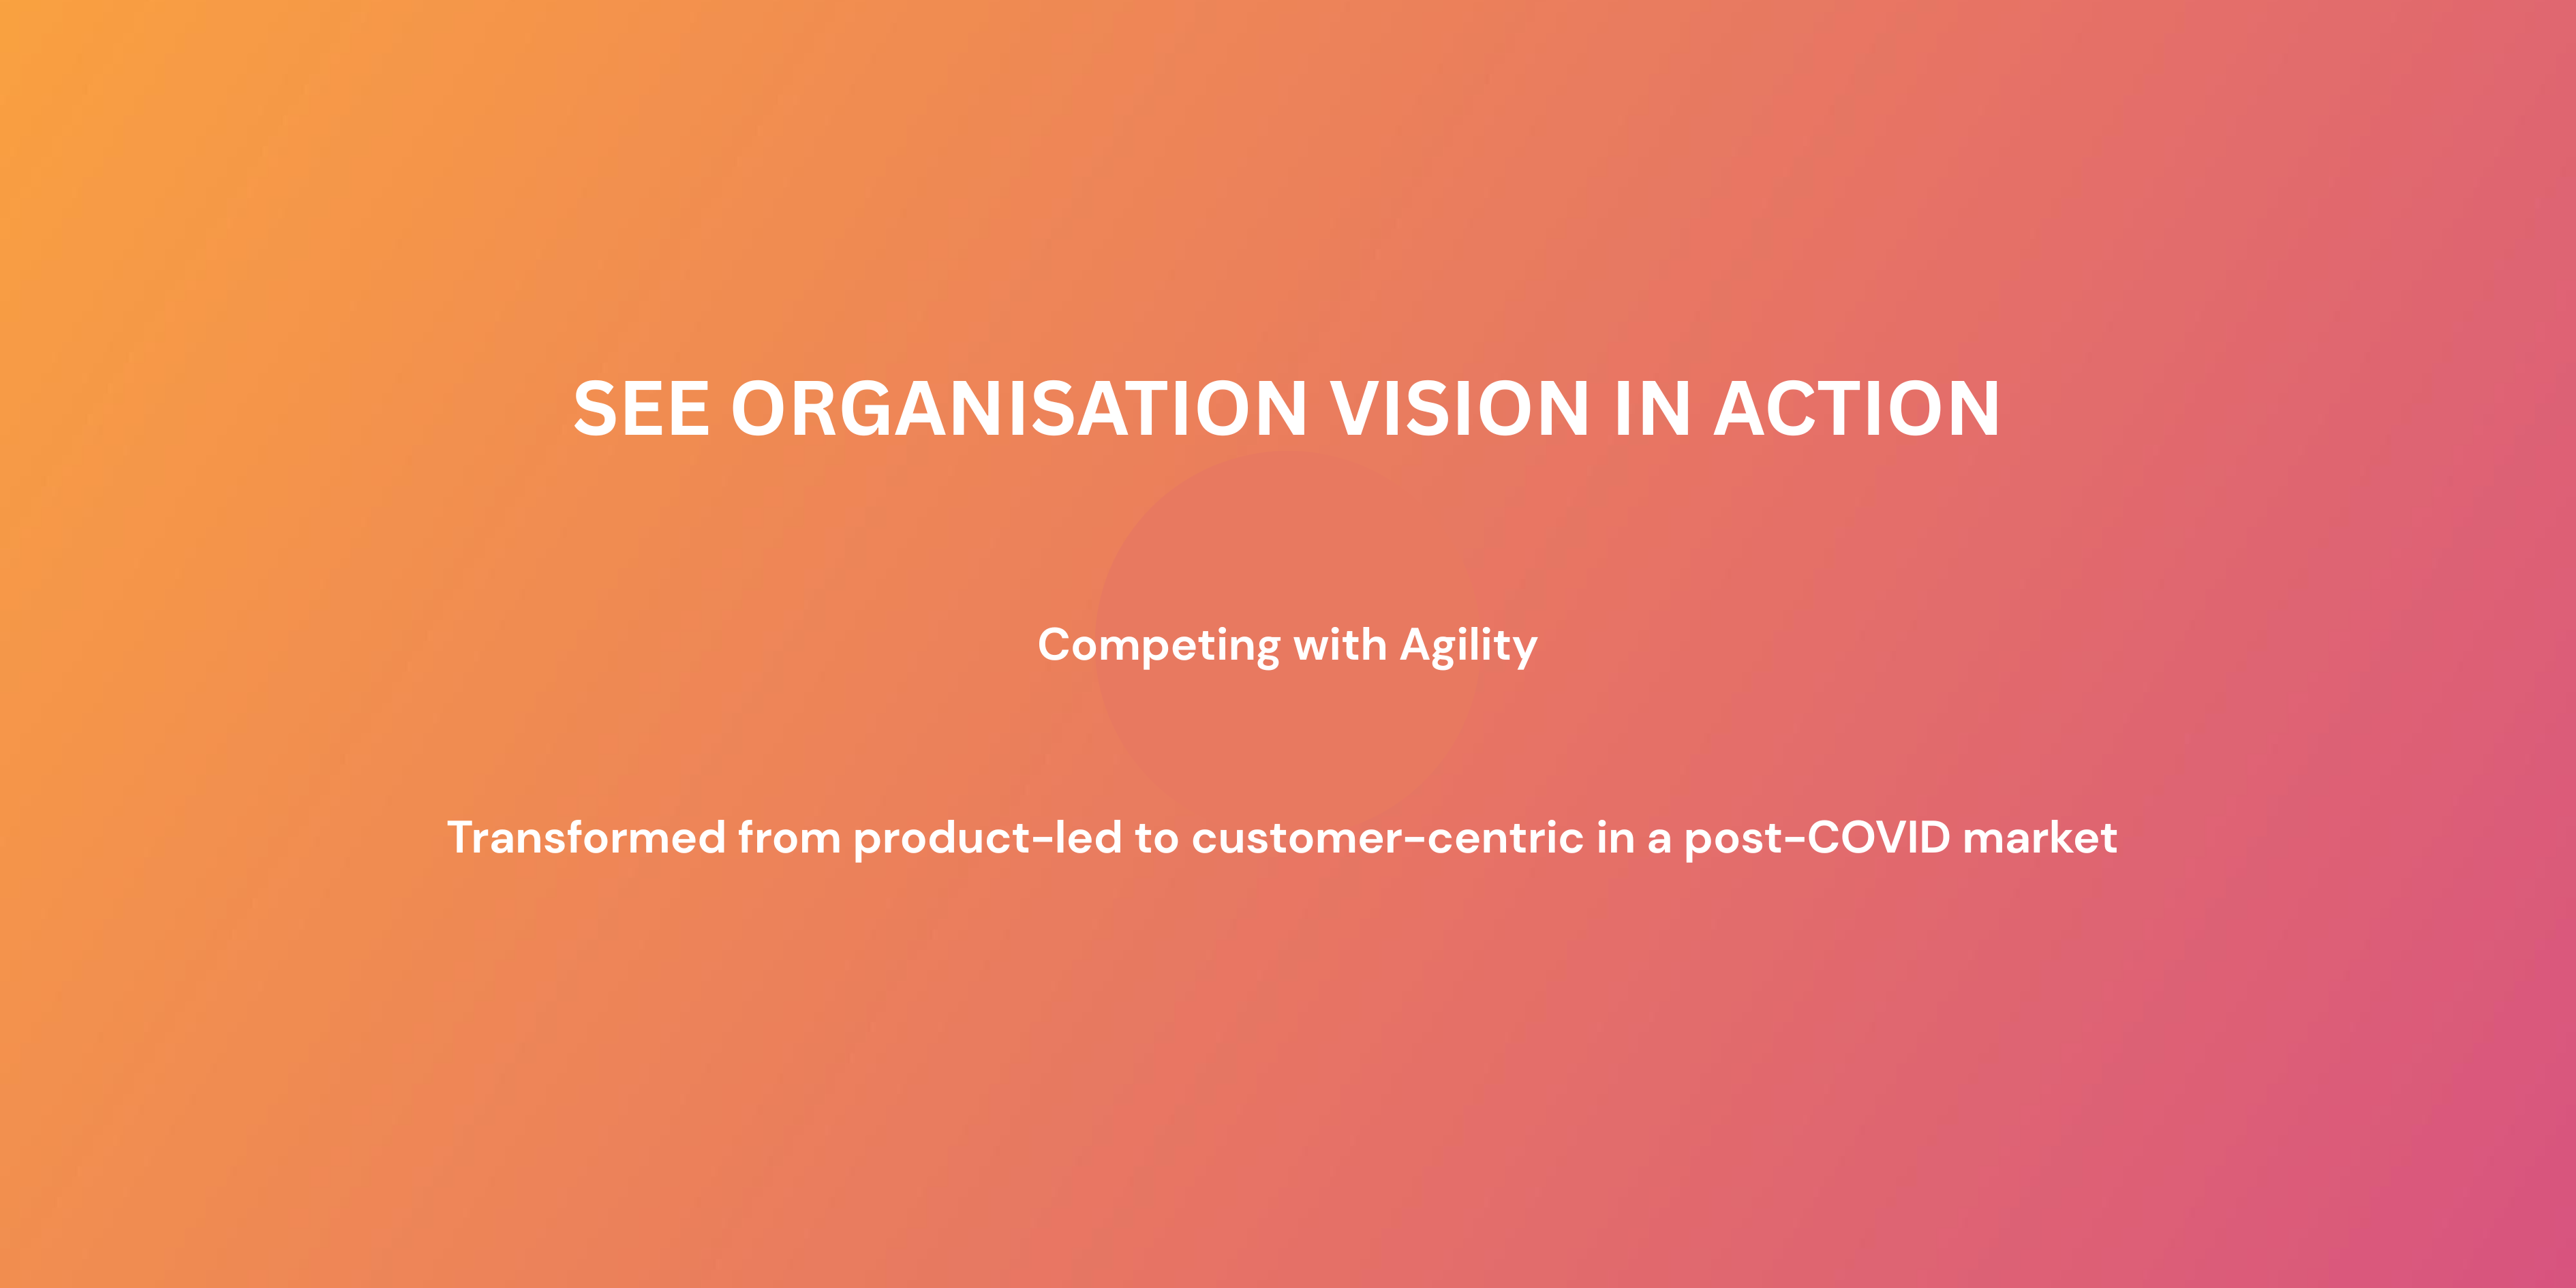 SEE ORGANISATION VISION IN ACTION
Competing with Agility
Transformed from product-led to customer-centric in a post-COVID market